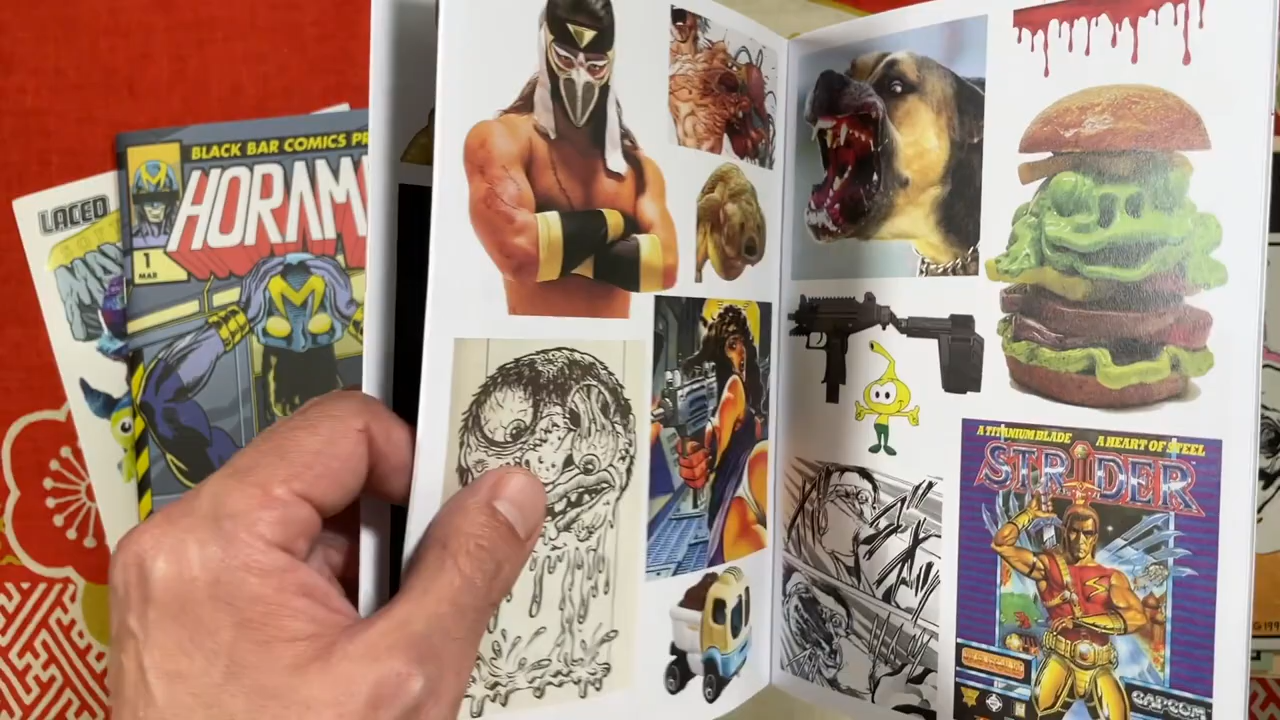 LACED
BLACK BAR COMICS PR
HORAM
1
MAR
A TITANIUM BLADE A HEART OF STEEL
STRIDER
CAPCOM